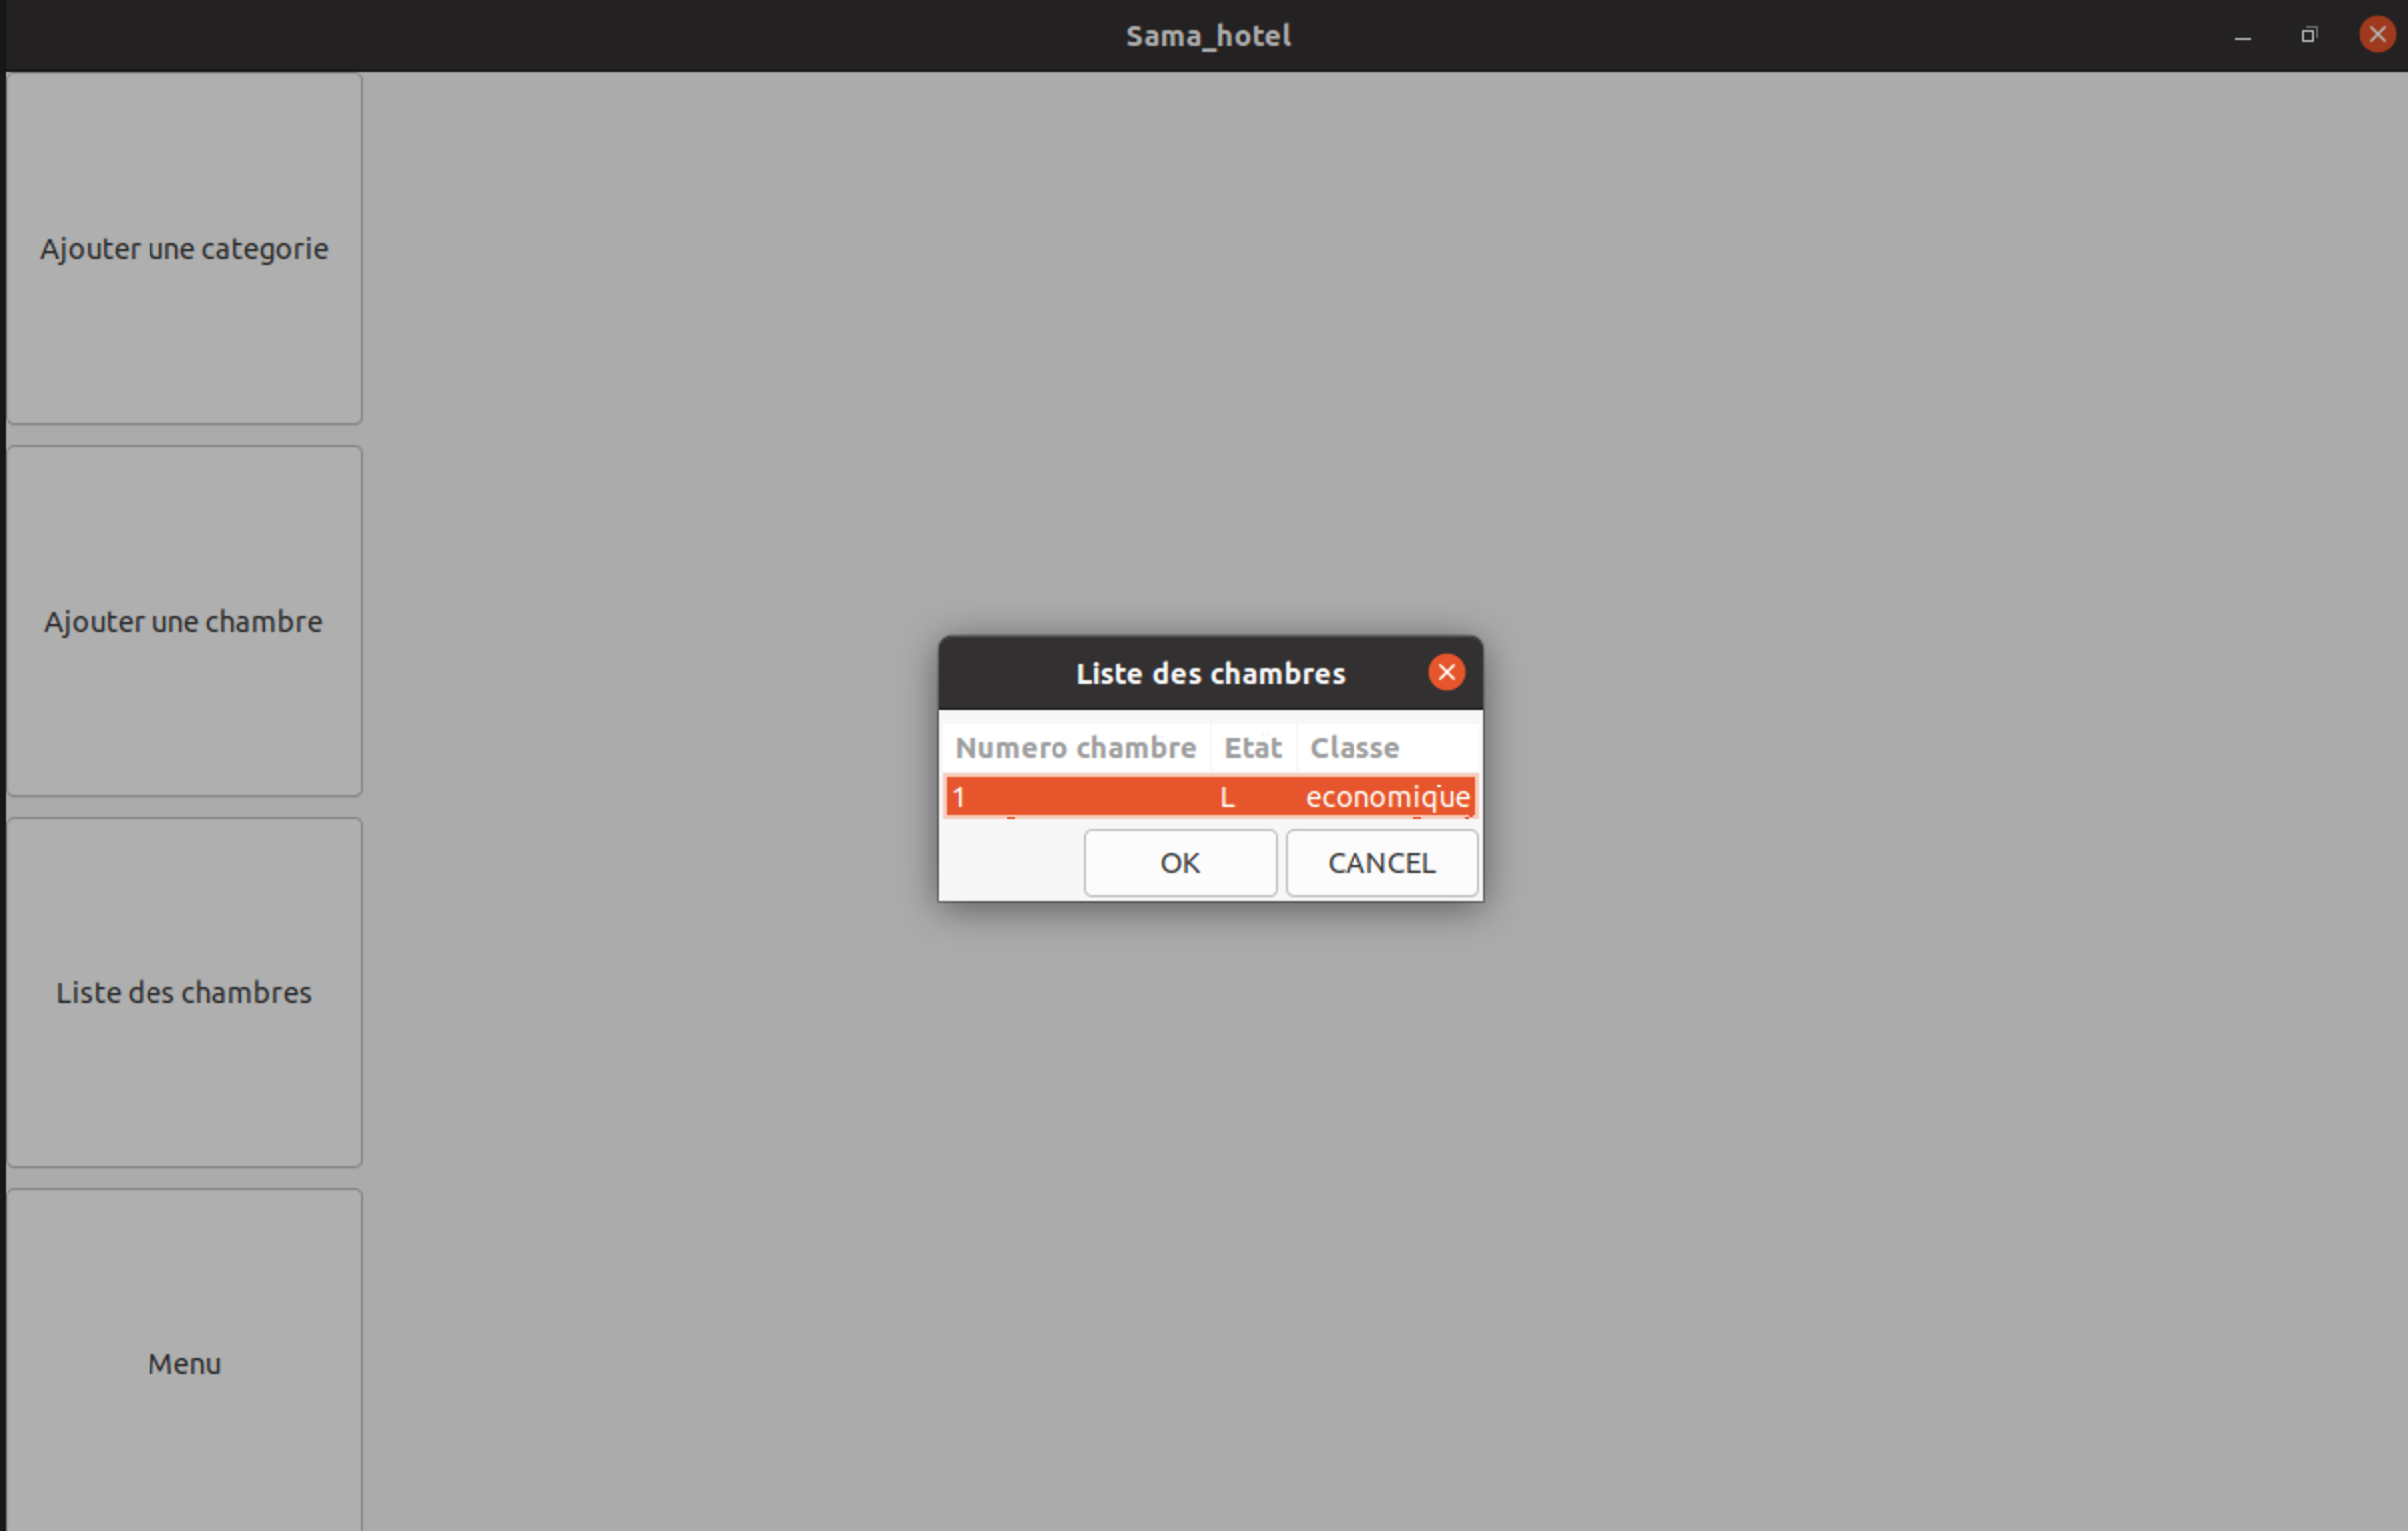 Sama_hotel
Ajouter une categorie
Ajouter une chambre
Liste des chambres
Menu
Liste des chambres
Numero chambre Etat Classe
1 L economique
OK CANCEL